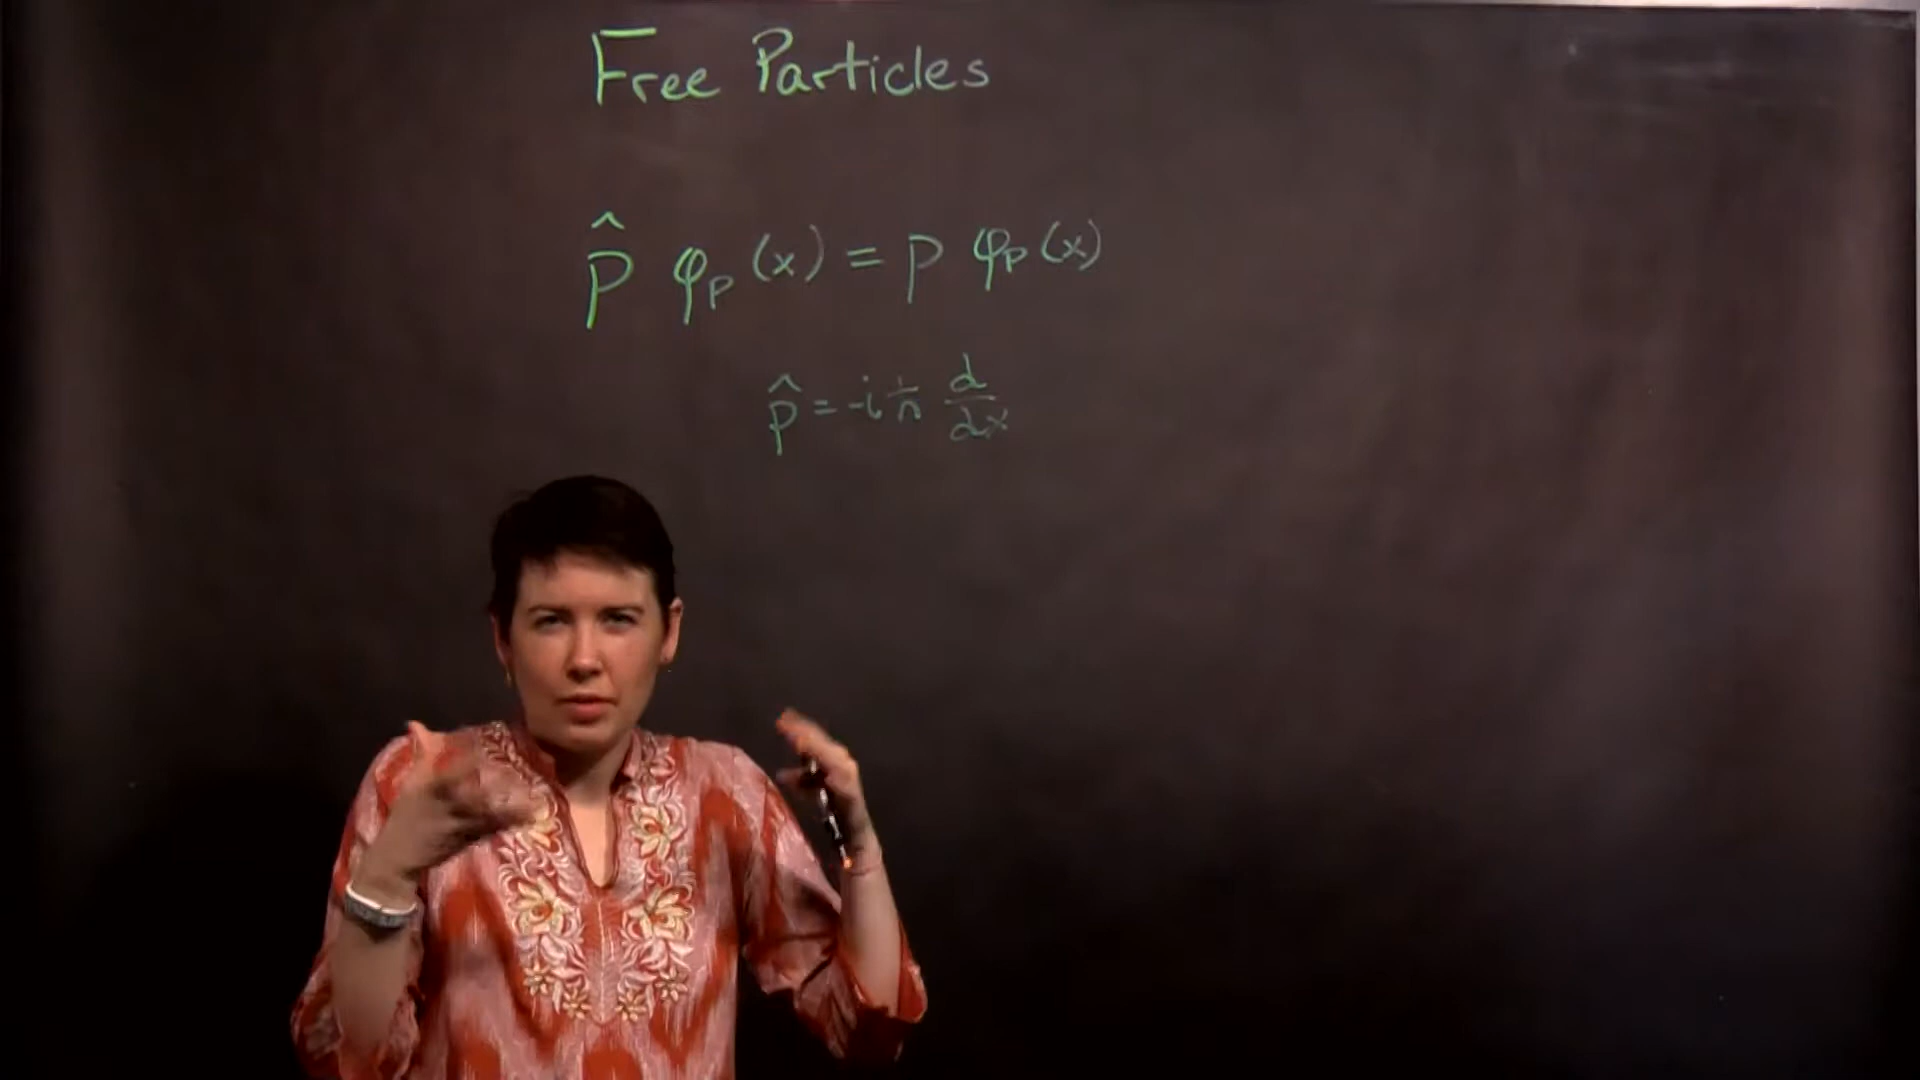 Free Particles
p̂ φₚ(x) = p φₚ(x)
p̂ = -iħ d/dx